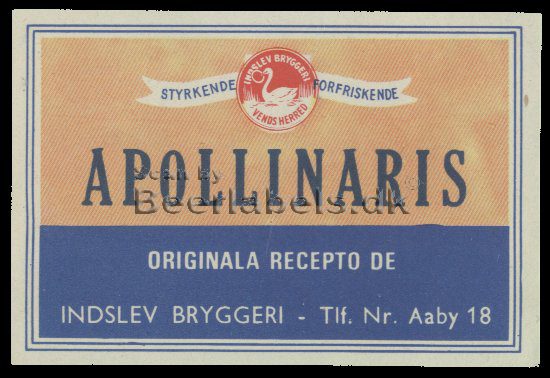 INDSLEV BRYGGERI
STYRKENDE FORFRISKENDE
VENDS HERRED
APOLLINARIS
Scan by
Beerlabels.dk
ORIGINALA RECEPTO DE
INDSLEV BRYGGERI - Tlf. Nr. Aaby 18